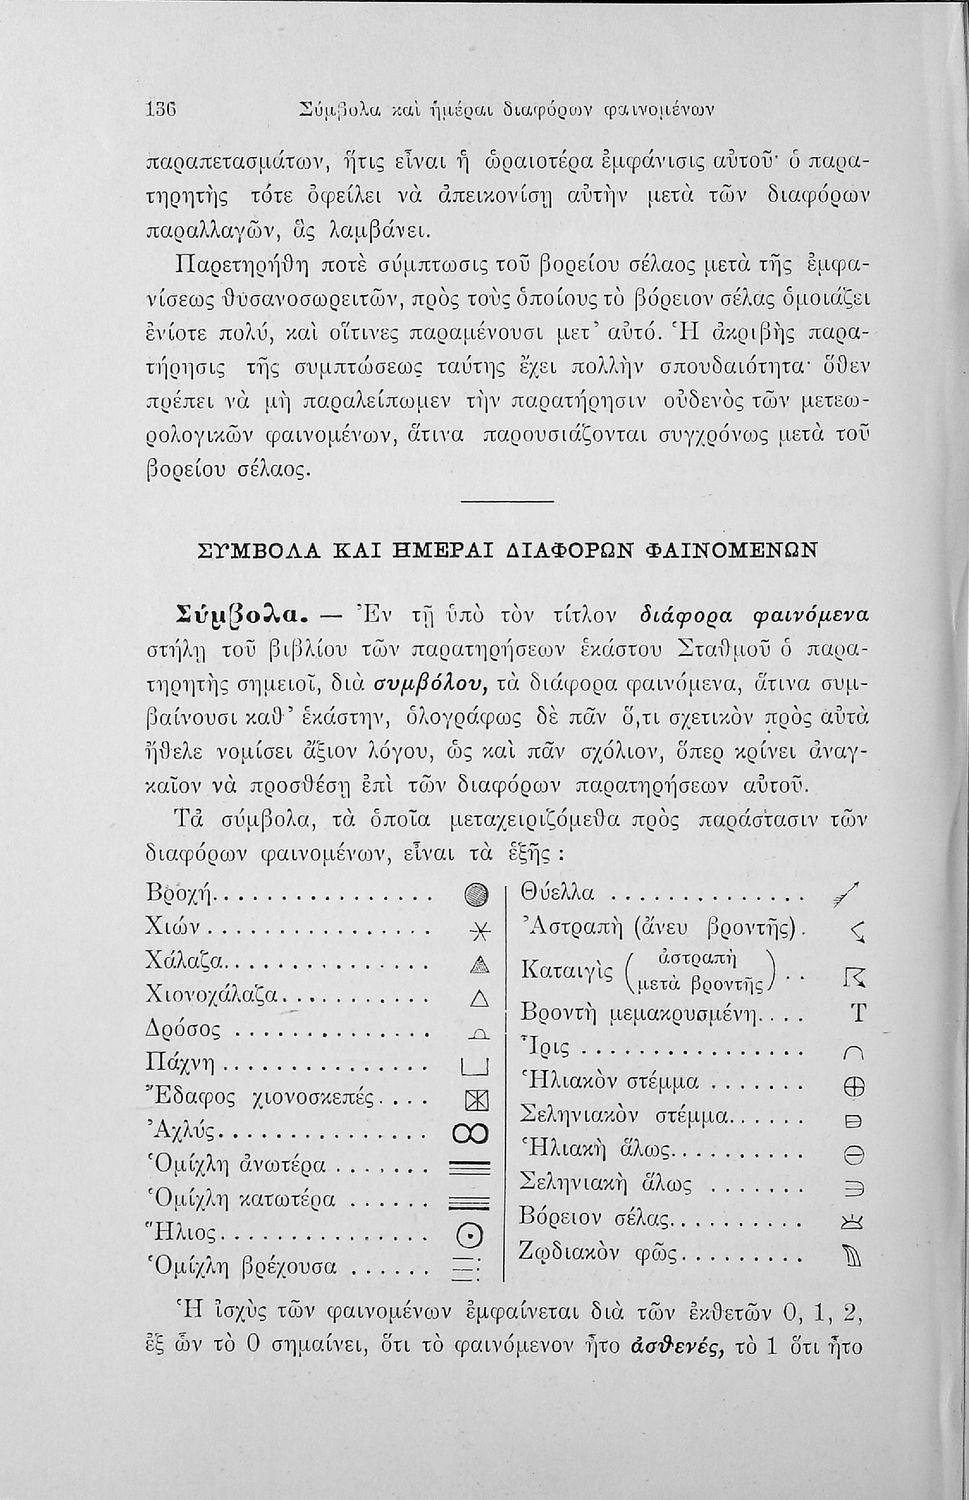 136 Σύμβολα καὶ ἡμέραι διαφόρων φαινομένων
παραπετασμάτων, ἥτις εἶναι ἡ ὡραιοτέρα ἐμφάνισις αὐτοῦ· ὁ παρα-
τηρητὴς τότε ὀφείλει νὰ ἀπεικονίσῃ αὐτὴν μετὰ τῶν διαφόρων
παραλλαγῶν, ἃς λαμβάνει.
Παρετηρήθη ποτὲ σύμπτωσις τοῦ βορείου σέλαος μετὰ τῆς ἐμφα-
νίσεως θυσανοσωρειτῶν, πρὸς τοὺς ὁποίους τὸ βόρειον σέλας ὁμοιάζει
ἐνίοτε πολύ, καὶ οἵτινες παραμένουσι μετ’ αὐτό. Ἡ ἀκριβὴς παρα-
τήρησις τῆς συμπτώσεως ταύτης ἔχει πολλὴν σπουδαιότητα· ὅθεν
πρέπει νὰ μὴ παραλείπωμεν τὴν παρατήρησιν οὐδενὸς τῶν μετεω-
ρολογικῶν φαινομένων, ἅτινα παρουσιάζονται συγχρόνως μετὰ τοῦ
βορείου σέλαος.
ΣΥΜΒΟΛΑ ΚΑΙ ΗΜΕΡΑΙ ΔΙΑΦΟΡΩΝ ΦΑΙΝΟΜΕΝΩΝ
Σύμβολα. — Ἐν τῇ ὑπὸ τὸν τίτλον διάφορα φαινόμενα
στήλῃ τοῦ βιβλίου τῶν παρατηρήσεων ἑκάστου Σταθμοῦ ὁ παρα-
τηρητὴς σημειοῖ, διὰ συμβόλου, τὰ διάφορα φαινόμενα, ἅτινα συμ-
βαίνουσι καθ’ ἑκάστην, ὁλογράφως δὲ πᾶν ὅ,τι σχετικὸν πρὸς αὐτὰ
ἤθελε νομίσει ἄξιον λόγου, ὡς καὶ πᾶν σχόλιον, ὅπερ κρίνει ἀναγ-
καῖον νὰ προσθέσῃ ἐπὶ τῶν διαφόρων παρατηρήσεων αὐτοῦ.
Τὰ σύμβολα, τὰ ὁποῖα μεταχειριζόμεθα πρὸς παράστασιν τῶν
διαφόρων φαινομένων, εἶναι τὰ ἑξῆς :
Βροχή
Χιών
Χάλαζα
Χιονοχάλαζα
Δρόσος
Πάχνη
Ἔδαφος χιονοσκεπές
Ἀχλύς
Ὁμίχλη ἀνωτέρα
Ὁμίχλη κατωτέρα
Ἥλιος
Ὁμίχλη βρέχουσα
Θύελλα
Ἀστραπὴ (ἄνευ βροντῆς)
Καταιγὶς (ἀστραπὴ μετὰ βροντῆς)
Βροντὴ μεμακρυσμένη Τ
Ἶρις
Ἡλιακὸν στέμμα
Σεληνιακὸν στέμμα
Ἡλιακὴ ἅλως
Σεληνιακὴ ἅλως
Βόρειον σέλας
Ζῳδιακὸν φῶς
Ἡ ἰσχὺς τῶν φαινομένων ἐμφαίνεται διὰ τῶν ἐκθετῶν 0, 1, 2,
ἐξ ὧν τὸ 0 σημαίνει, ὅτι τὸ φαινόμενον ἦτο ἀσθενές, τὸ 1 ὅτι ἦτο